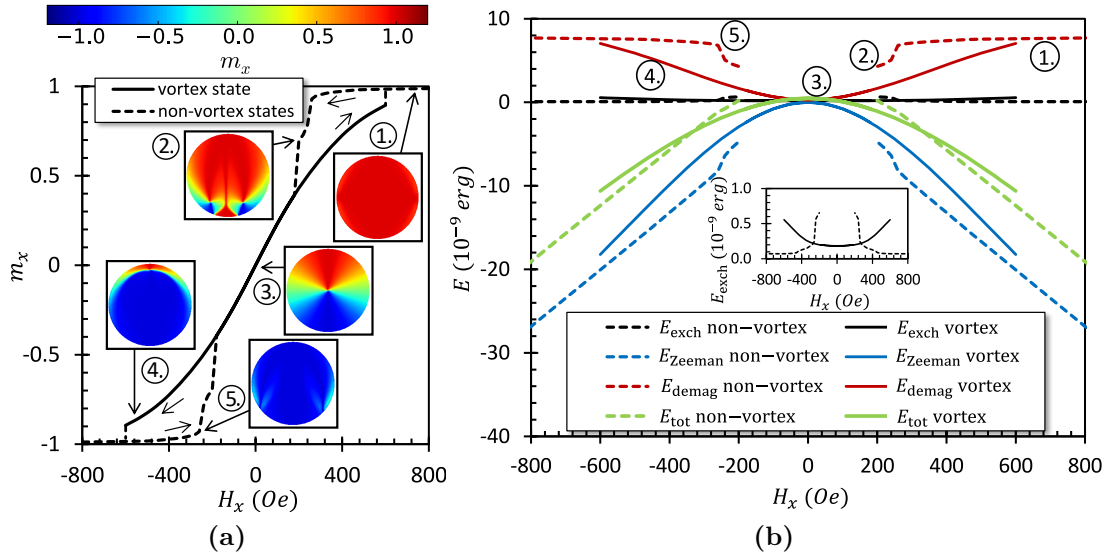 −1.0 −0.5 0.0 0.5 1.0
m_x
vortex state
non-vortex states
1
0.5
0
-0.5
-1
m_x
1.
2.
3.
4.
5.
-800 -400 0 400 800
H_x (Oe)
(a)
10
0
-10
-20
-30
-40
E (10⁻⁹ erg)
5.
4.
3.
2.
1.
E_exch (10⁻⁹ erg)
1.0
0.5
0.0
-800 -400 0 400 800
H_x (Oe)
E_exch non−vortex E_exch vortex
E_Zeeman non−vortex E_Zeeman vortex
E_demag non−vortex E_demag vortex
E_tot non−vortex E_tot vortex
-800 -600 -400 -200 0 200 400 600 800
H_x (Oe)
(b)